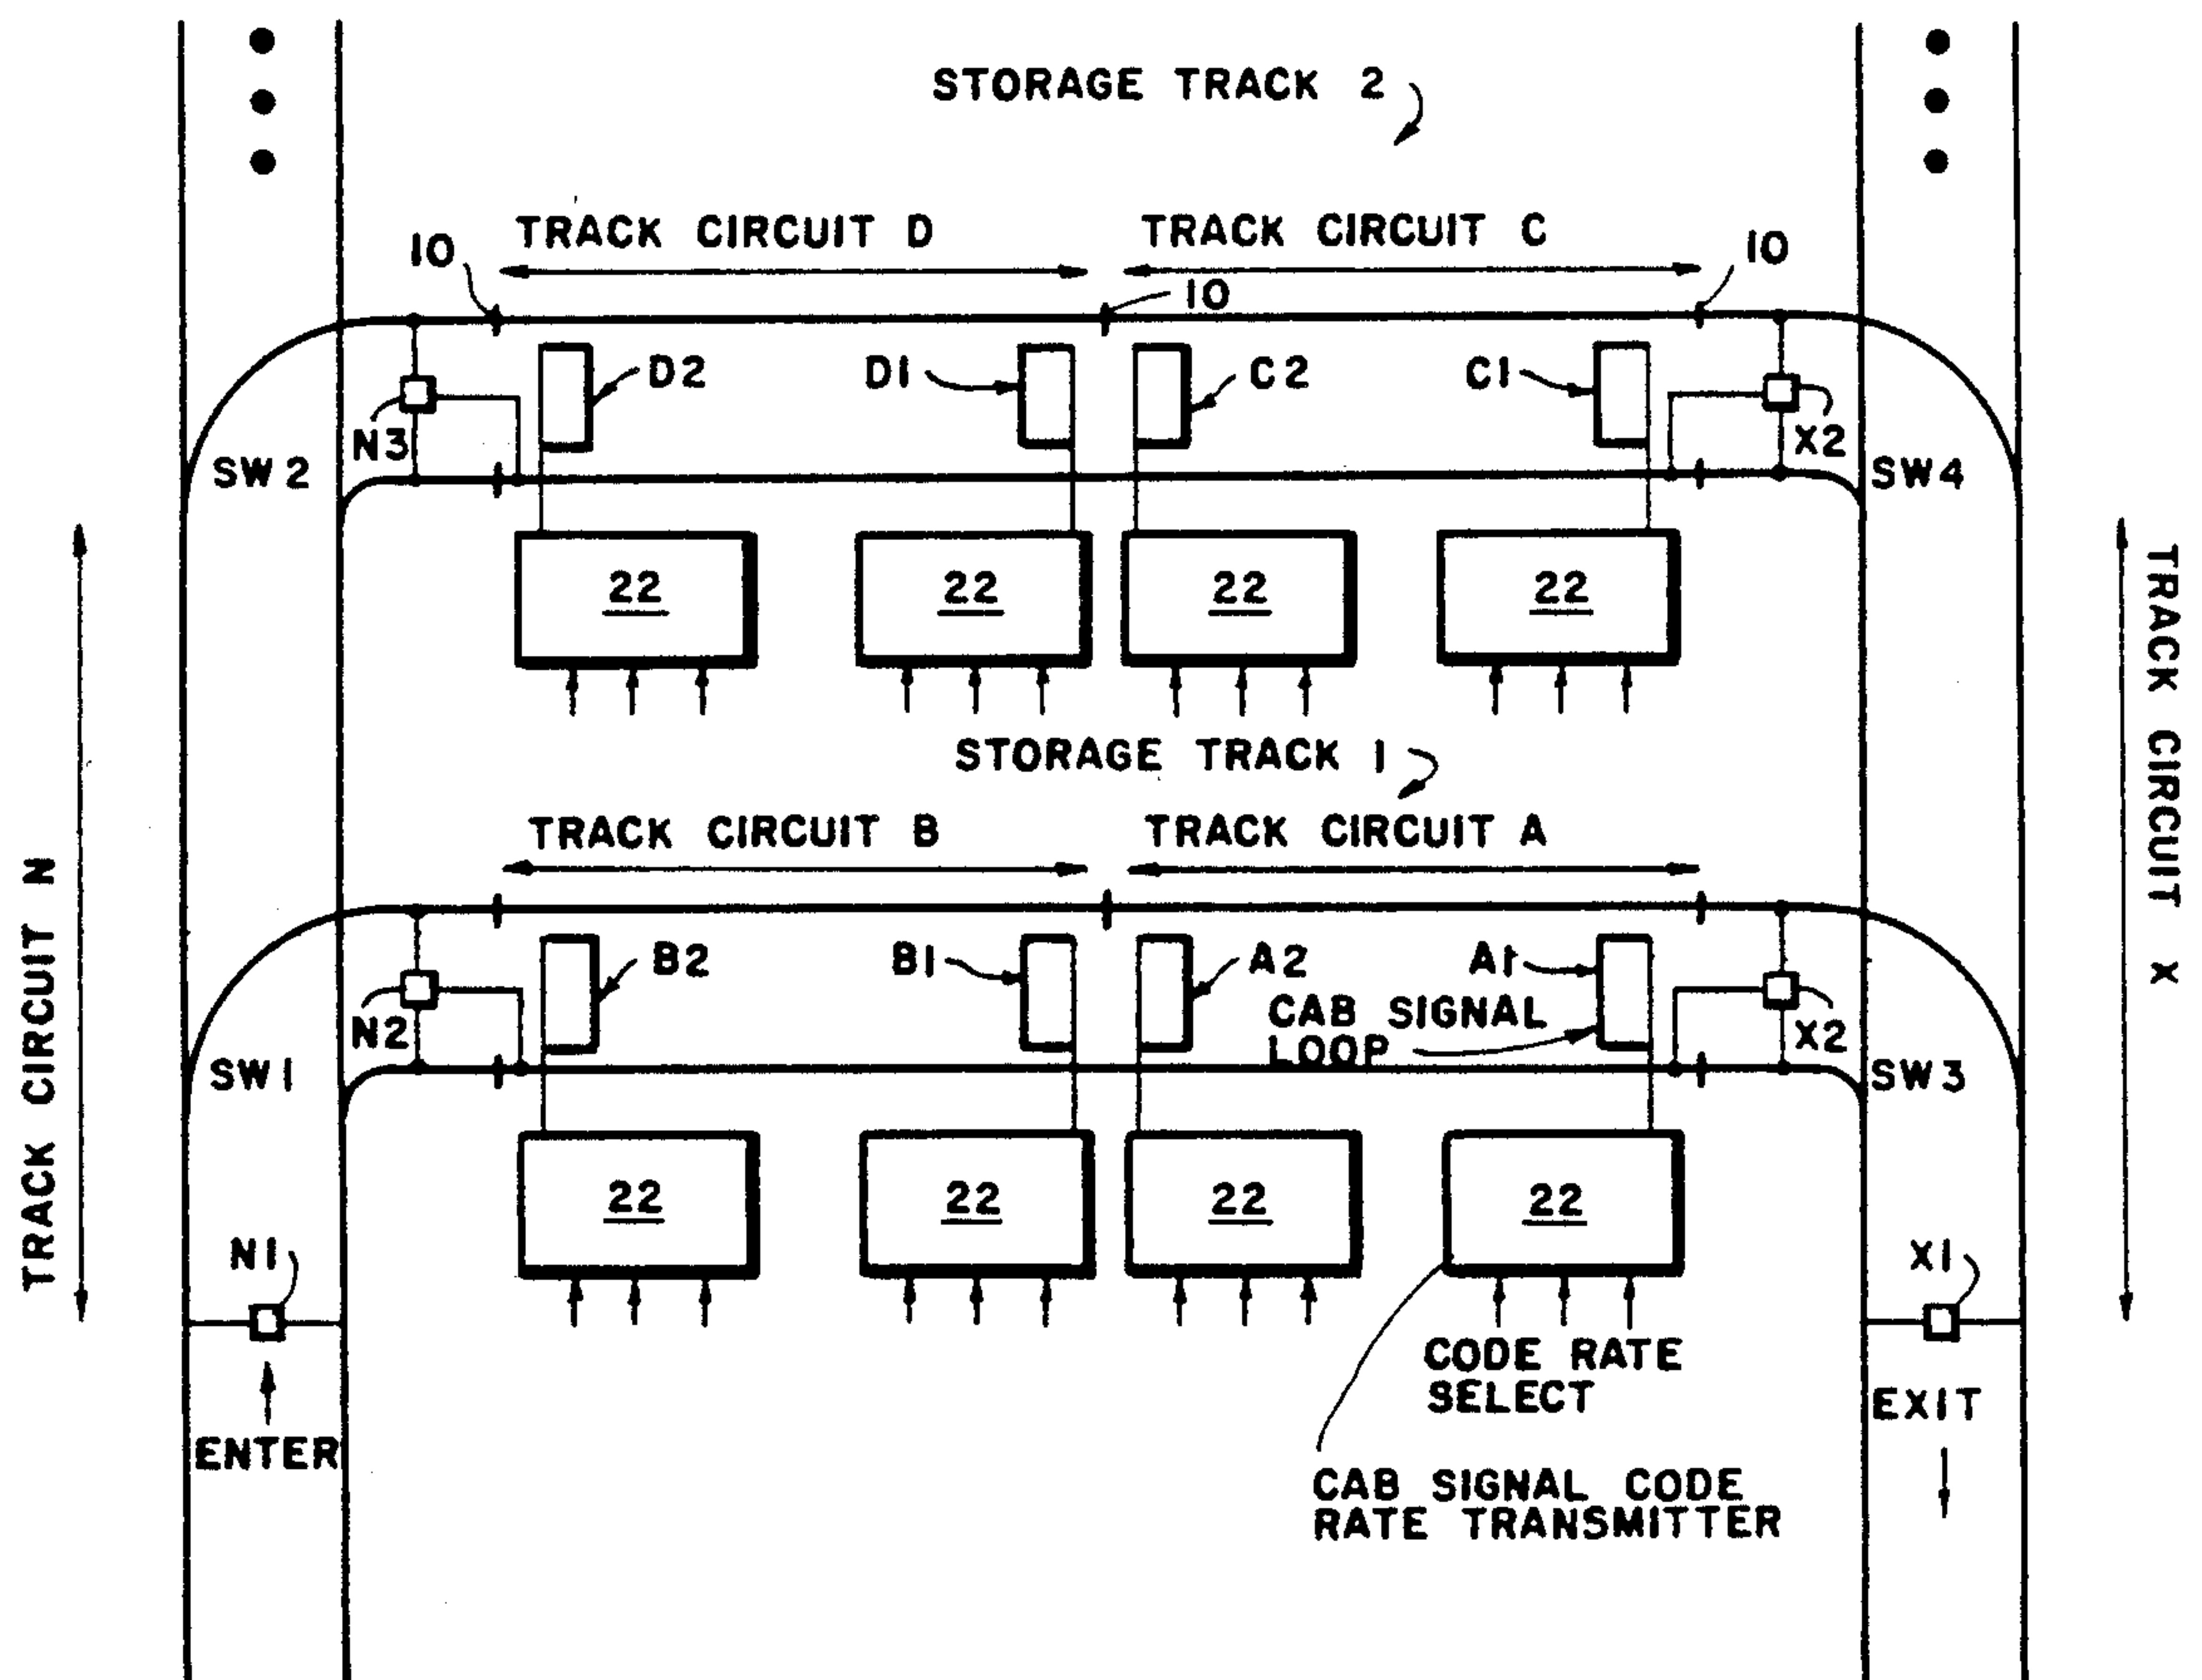 STORAGE TRACK 2
TRACK CIRCUIT D
TRACK CIRCUIT C
10
10
10
D2
D1
C2
C1
N3
X2
SW2
SW4
22
22
22
22
STORAGE TRACK 1
TRACK CIRCUIT B
TRACK CIRCUIT A
TRACK CIRCUIT N
TRACK CIRCUIT X
B2
B1
A2
A1
CAB SIGNAL
LOOP
N2
X2
SW1
SW3
22
22
22
22
N1
X1
CODE RATE
SELECT
ENTER
EXIT
CAB SIGNAL CODE
RATE TRANSMITTER